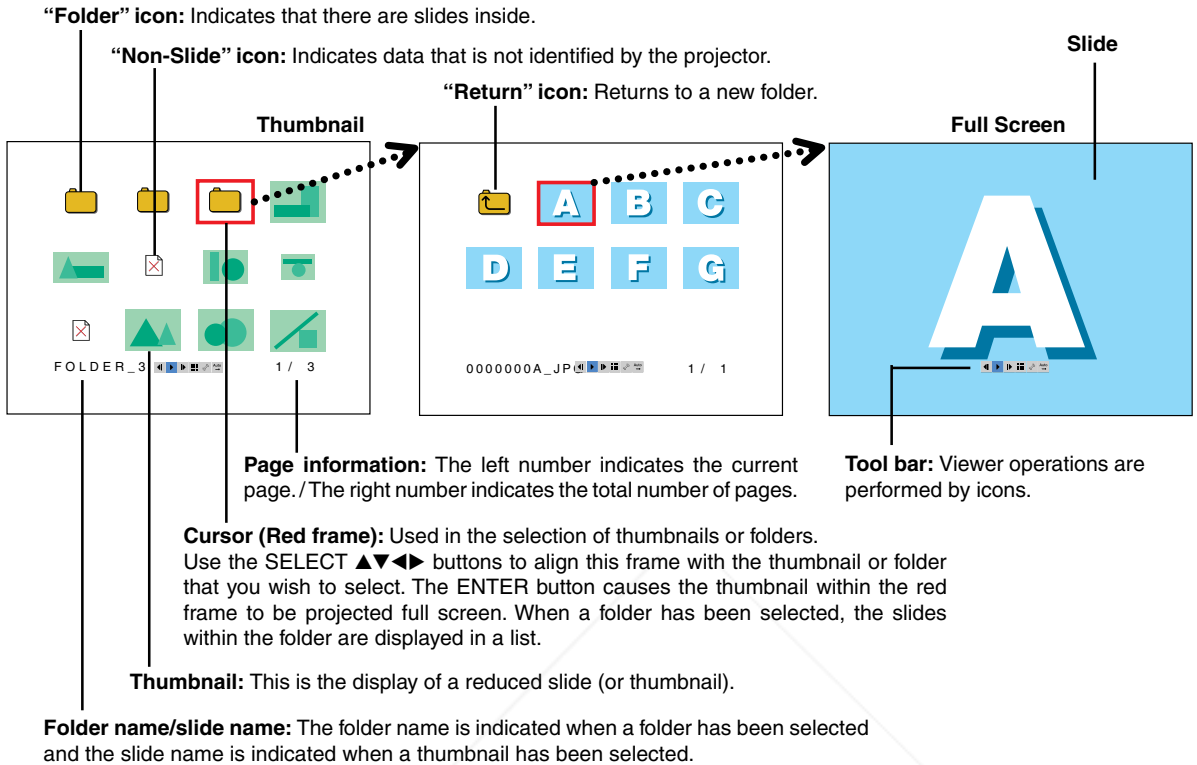 “Folder” icon: Indicates that there are slides inside.
“Non-Slide” icon: Indicates data that is not identified by the projector.
Slide
“Return” icon: Returns to a new folder.
Thumbnail
Full Screen
A
B
C
D
E
F
G
A
FOLDER_3
Auto
1 / 3
0000000A_JPG
Auto
1 / 1
Auto
Page information: The left number indicates the current
page. / The right number indicates the total number of pages.
Tool bar: Viewer operations are
performed by icons.
Cursor (Red frame): Used in the selection of thumbnails or folders.
Use the SELECT ▲▼◀▶ buttons to align this frame with the thumbnail or folder
that you wish to select. The ENTER button causes the thumbnail within the red
frame to be projected full screen. When a folder has been selected, the slides
within the folder are displayed in a list.
Thumbnail: This is the display of a reduced slide (or thumbnail).
Folder name/slide name: The folder name is indicated when a folder has been selected
and the slide name is indicated when a thumbnail has been selected.